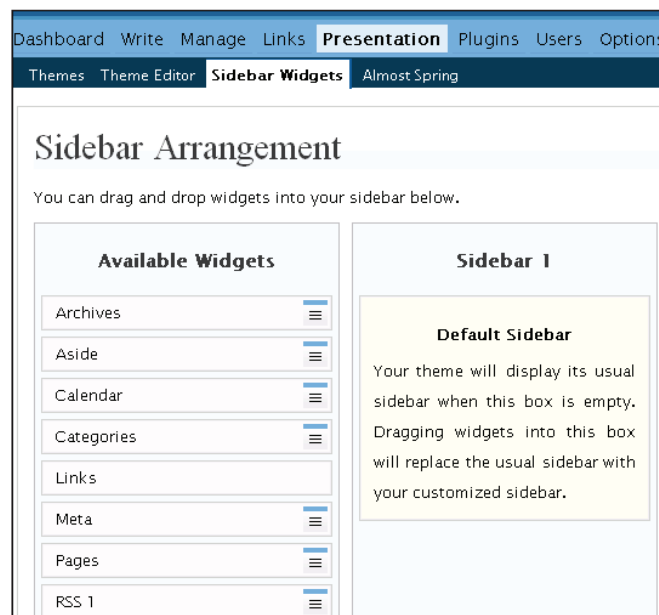 Dashboard Write Manage Links Presentation Plugins Users Options
Themes Theme Editor Sidebar Widgets Almost Spring
Sidebar Arrangement
You can drag and drop widgets into your sidebar below.
Available Widgets
Archives
Aside
Calendar
Categories
Links
Meta
Pages
RSS 1
Sidebar 1
Default Sidebar
Your theme will display its usual
sidebar when this box is empty.
Dragging widgets into this box
will replace the usual sidebar with
your customized sidebar.